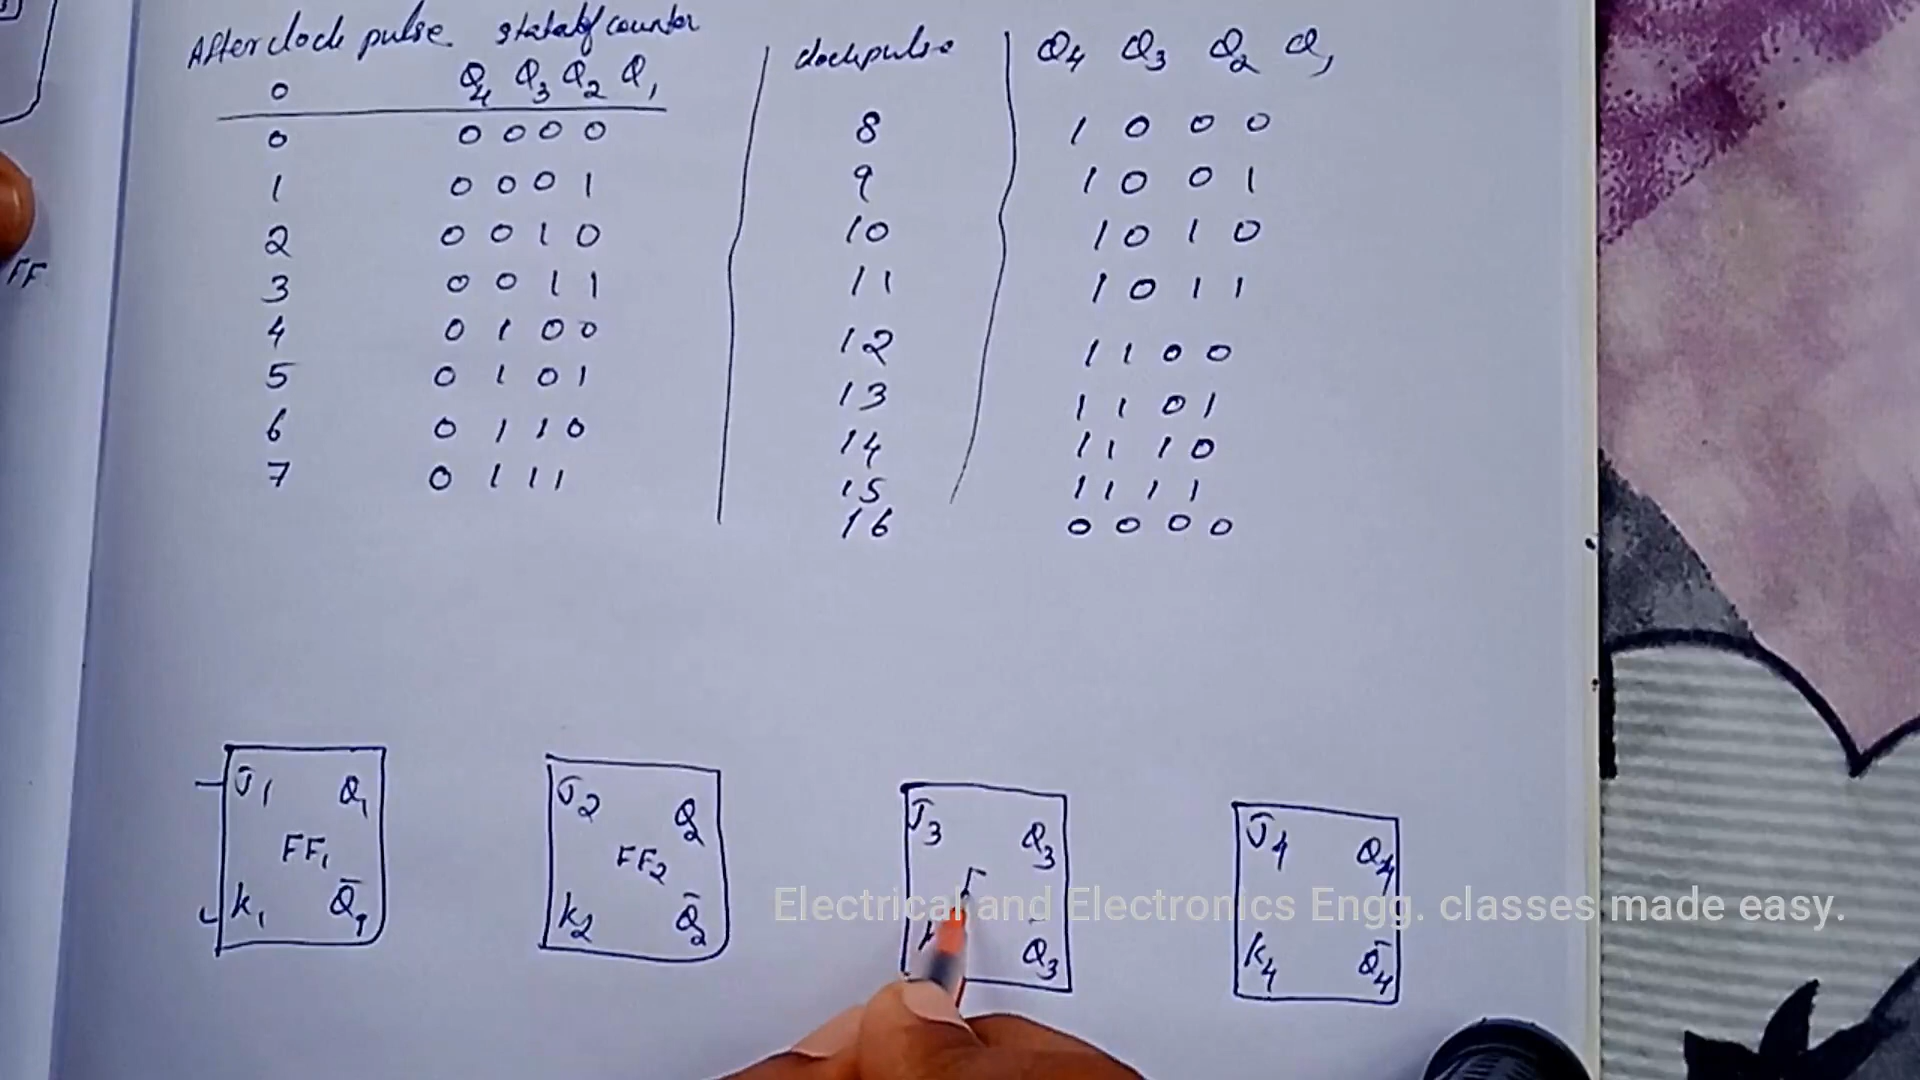 After clock pulse state of counter
0 Q4 Q3 Q2 Q1
0 0 0 0 0
1 0 0 0 1
2 0 0 1 0
3 0 0 1 1
4 0 1 0 0
5 0 1 0 1
6 0 1 1 0
7 0 1 1 1
clock pulse Q4 Q3 Q2 Q1
8 1 0 0 0
9 1 0 0 1
10 1 0 1 0
11 1 0 1 1
12 1 1 0 0
13 1 1 0 1
14 1 1 1 0
15 1 1 1 1
16 0 0 0 0
FF
J1 Q1
FF1
K1 Q̄1
J2 Q2
FF2
K2 Q̄2
J3 Q3
Q̄3
J4 Q4
K4 Q̄4
Electrical and Electronics Engg. classes made easy.